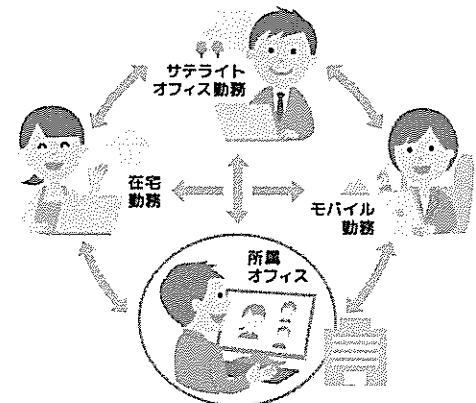 サテライト
オフィス勤務
在宅
勤務
モバイル
勤務
所属
オフィス